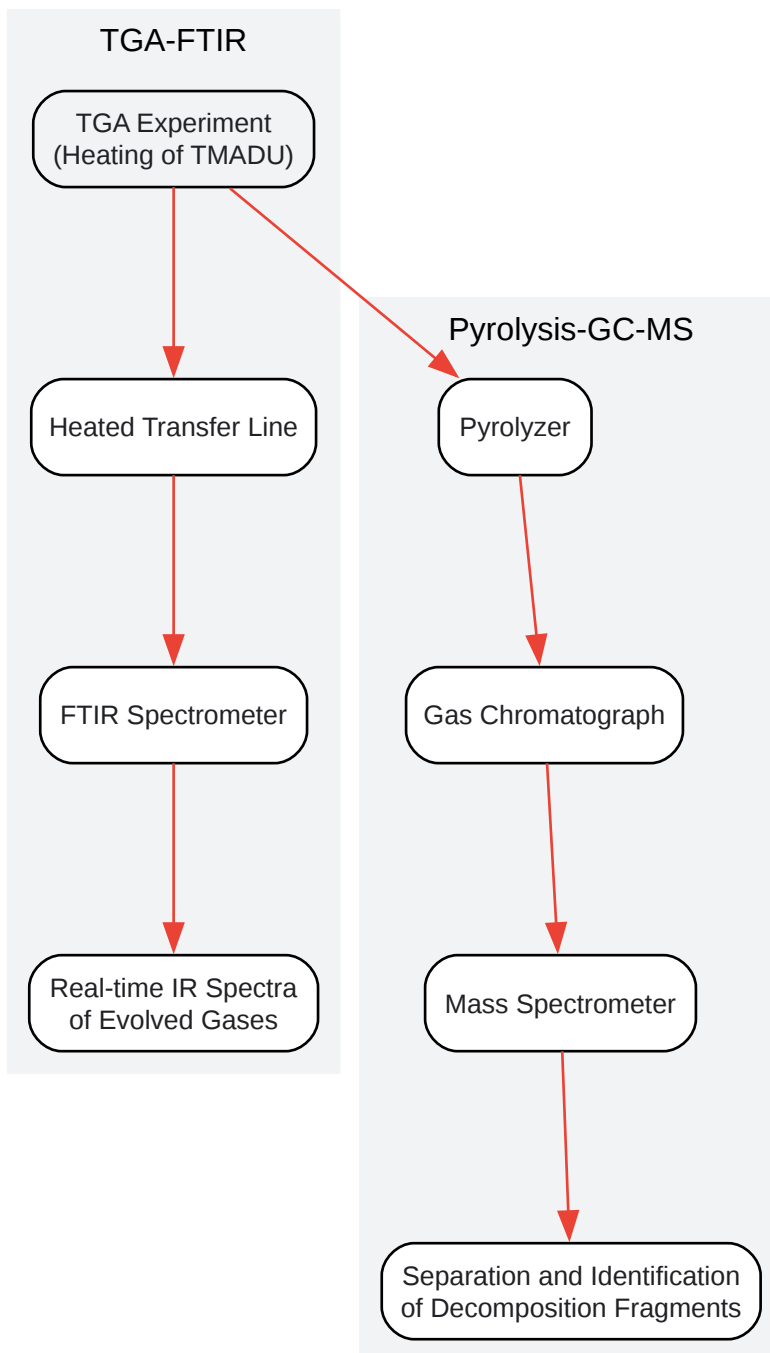 TGA-FTIR
TGA Experiment
(Heating of TMADU)
Heated Transfer Line
FTIR Spectrometer
Real-time IR Spectra
of Evolved Gases
Pyrolysis-GC-MS
Pyrolyzer
Gas Chromatograph
Mass Spectrometer
Separation and Identification
of Decomposition Fragments